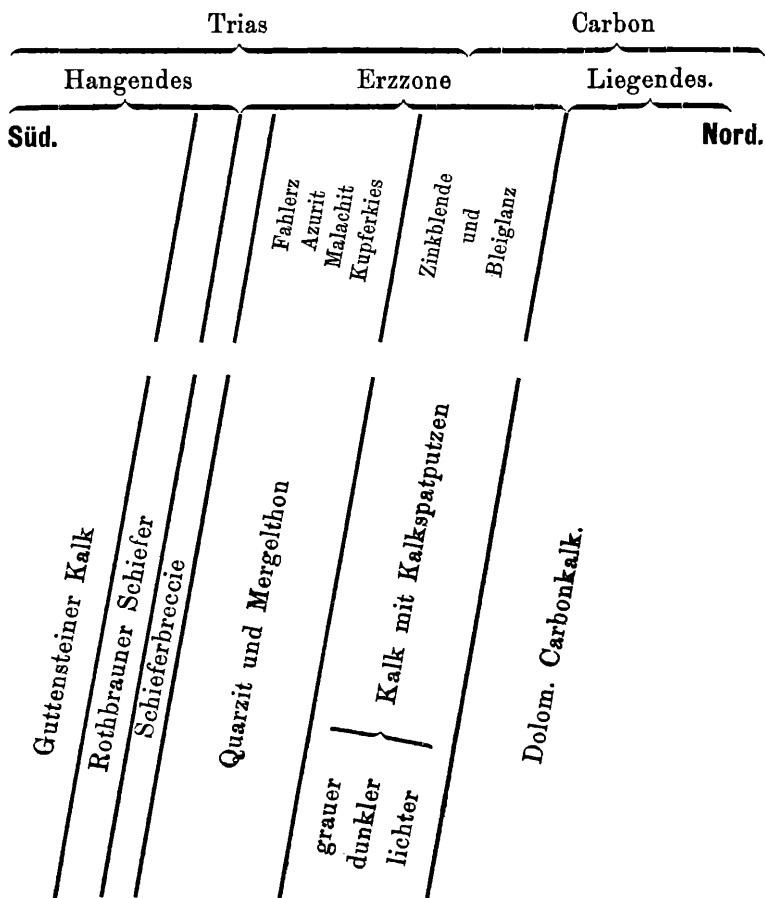 Trias Carbon
Hangendes Erzzone Liegendes.
Süd. Nord.
Fahlerz
Azurit
Malachit
Kupferkies
Zinkblende
und
Bleiglanz
Guttensteiner Kalk
Rothbrauner Schiefer
Schieferbreccie
Quarzit und Mergelthon
Kalk mit Kalkspatputzen
grauer
dunkler
lichter
Dolom. Carbonkalk.